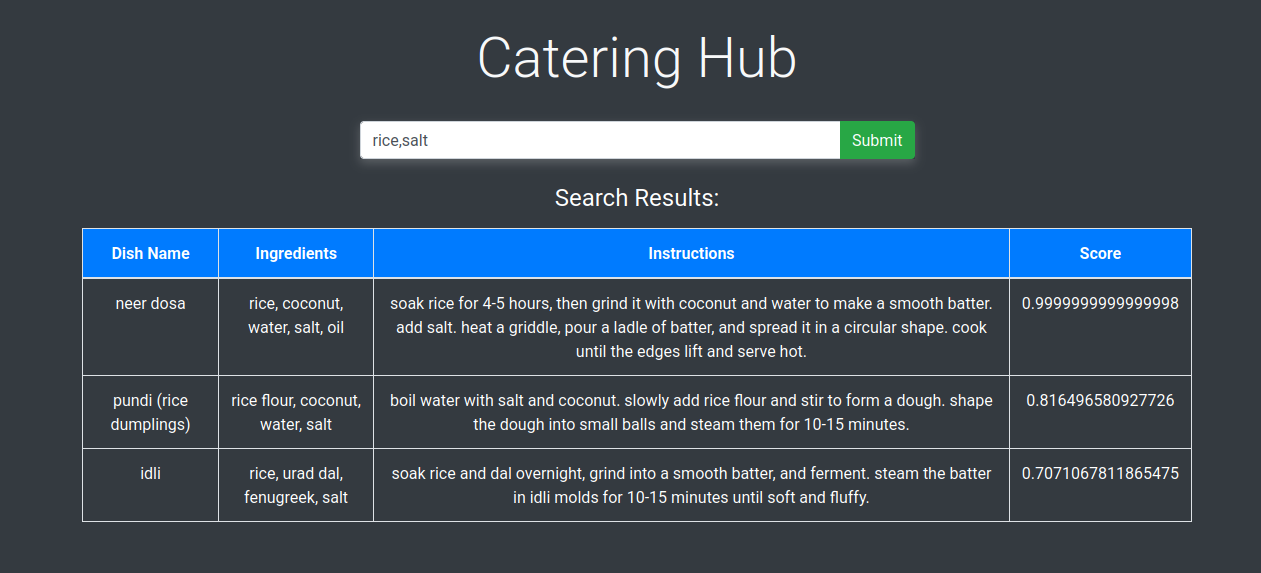 Catering Hub
rice,salt
Submit
Search Results:
Dish Name Ingredients Instructions Score
neer dosa
rice, coconut,
water, salt, oil
soak rice for 4-5 hours, then grind it with coconut and water to make a smooth batter.
add salt. heat a griddle, pour a ladle of batter, and spread it in a circular shape. cook
until the edges lift and serve hot.
0.9999999999999998
pundi (rice
dumplings)
rice flour, coconut,
water, salt
boil water with salt and coconut. slowly add rice flour and stir to form a dough. shape
the dough into small balls and steam them for 10-15 minutes.
0.816496580927726
idli
rice, urad dal,
fenugreek, salt
soak rice and dal overnight, grind into a smooth batter, and ferment. steam the batter
in idli molds for 10-15 minutes until soft and fluffy.
0.7071067811865475